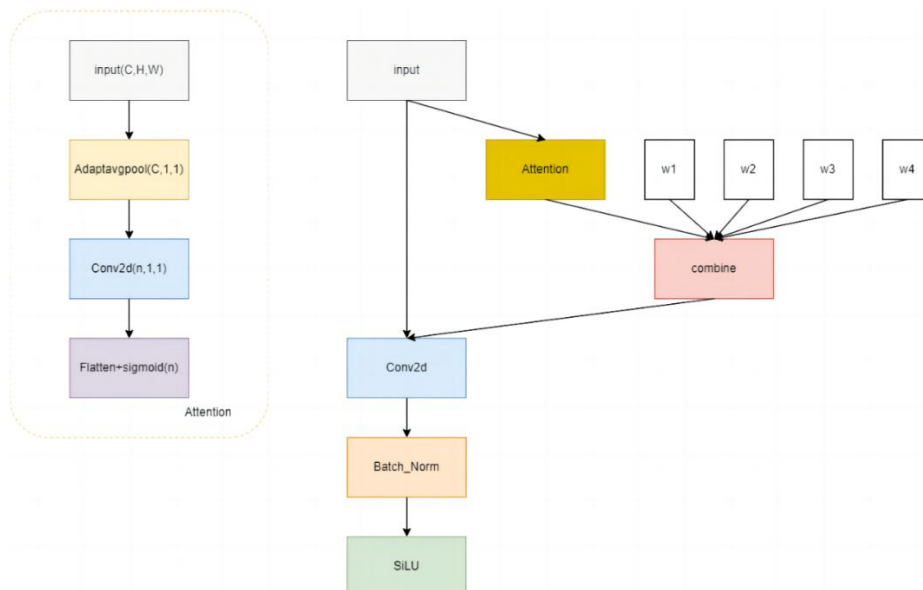 input(C,H,W)
Adaptavgpool(C,1,1)
Conv2d(n,1,1)
Flatten+sigmoid(n)
Attention
input
Attention
w1
w2
w3
w4
combine
Conv2d
Batch_Norm
SiLU